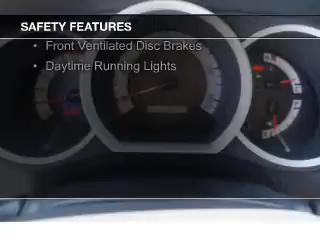 SAFETY FEATURES
• Front Ventilated Disc Brakes
• Daytime Running Lights